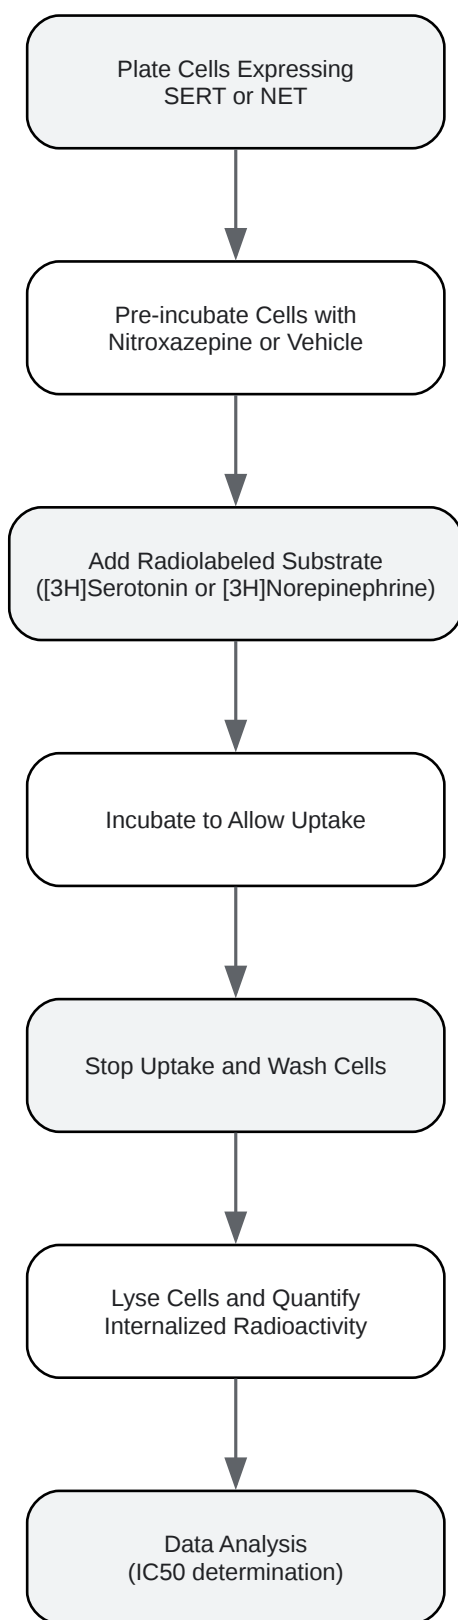 Plate Cells Expressing
SERT or NET
Pre-incubate Cells with
Nitroxazepine or Vehicle
Add Radiolabeled Substrate
([3H]Serotonin or [3H]Norepinephrine)
Incubate to Allow Uptake
Stop Uptake and Wash Cells
Lyse Cells and Quantify
Internalized Radioactivity
Data Analysis
(IC50 determination)